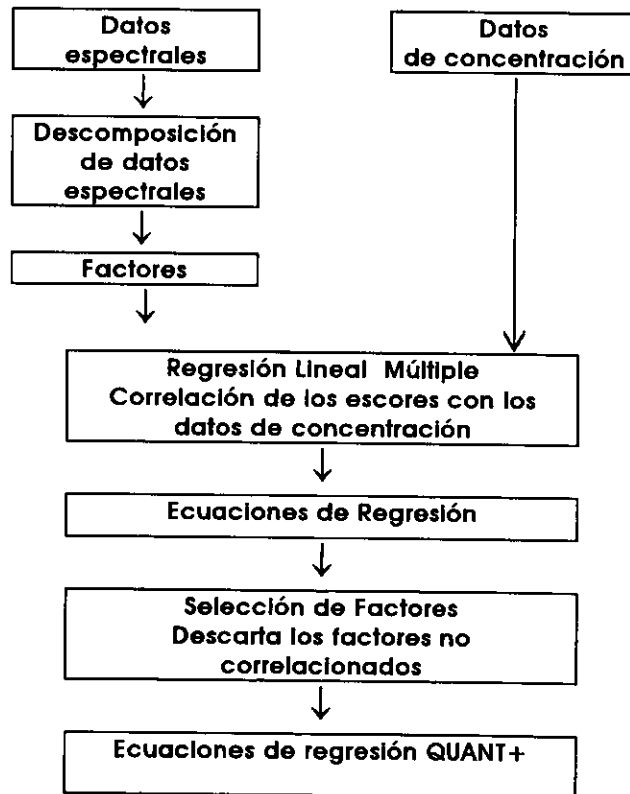 Datos
espectrales
Datos
de concentración
Descomposición
de datos
espectrales
Factores
Regresión Lineal Múltiple
Correlación de los escores con los
datos de concentración
Ecuaciones de Regresión
Selección de Factores
Descarta los factores no
correlacionados
Ecuaciones de regresión QUANT+